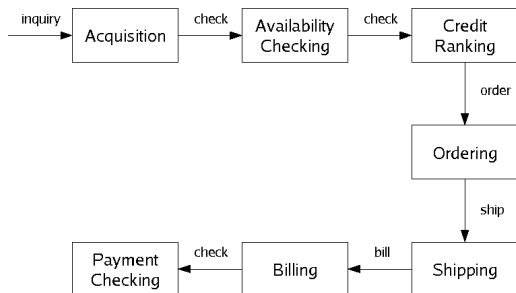 inquiry
Acquisition
check
Availability
Checking
check
Credit
Ranking
order
Ordering
ship
Shipping
bill
Billing
check
Payment
Checking